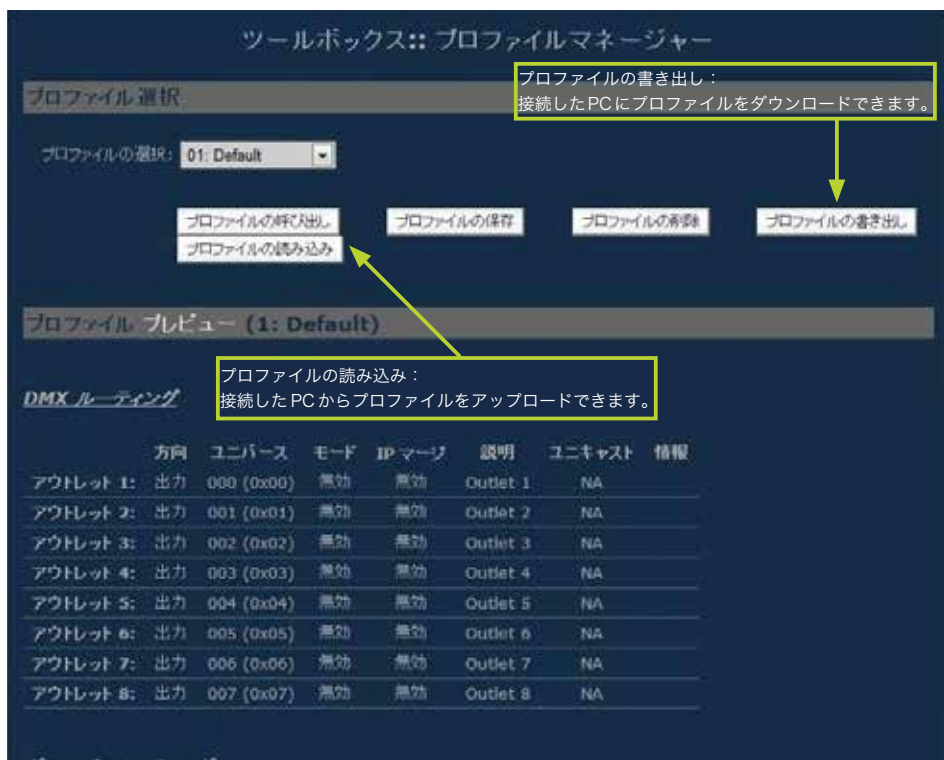 ツールボックス:: プロファイルマネージャー
プロファイルの書き出し：
接続したPCにプロファイルをダウンロードできます。
プロファイル 選択
プロファイルの選択: 01: Default
プロファイルの呼び出し プロファイルの保存 プロファイルの削除 プロファイルの書き出し
プロファイルの読み込み
プロファイル プレビュー (1: Default)
プロファイルの読み込み：
接続したPCからプロファイルをアップロードできます。
DMX ルーティング
方向 ユニバース モード IP マージ 説明 ユニキャスト 情報
アウトレット 1: 出力 000 (0x00) 無効 無効 Outlet 1 NA
アウトレット 2: 出力 001 (0x01) 無効 無効 Outlet 2 NA
アウトレット 3: 出力 002 (0x02) 無効 無効 Outlet 3 NA
アウトレット 4: 出力 003 (0x03) 無効 無効 Outlet 4 NA
アウトレット 5: 出力 004 (0x04) 無効 無効 Outlet 5 NA
アウトレット 6: 出力 005 (0x05) 無効 無効 Outlet 6 NA
アウトレット 7: 出力 006 (0x06) 無効 無効 Outlet 7 NA
アウトレット 8: 出力 007 (0x07) 無効 無効 Outlet 8 NA